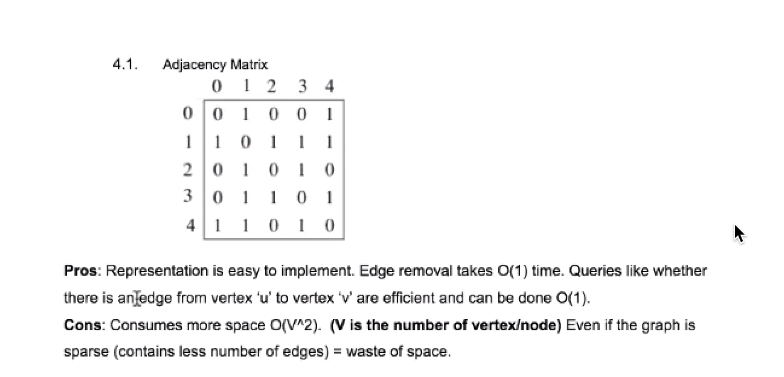 4.1. Adjacency Matrix
0 1 2 3 4
0 0 1 0 0 1
1 1 0 1 1 1
2 0 1 0 1 0
3 0 1 1 0 1
4 1 1 0 1 0
Pros: Representation is easy to implement. Edge removal takes O(1) time. Queries like whether
there is an edge from vertex ‘u’ to vertex ‘v’ are efficient and can be done O(1).
Cons: Consumes more space O(V^2). (V is the number of vertex/node) Even if the graph is
sparse (contains less number of edges) = waste of space.